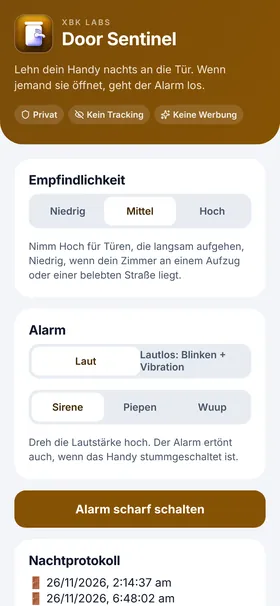 XBK LABS
Door Sentinel
Lehn dein Handy nachts an die Tür. Wenn
jemand sie öffnet, geht der Alarm los.
Privat
Kein Tracking
Keine Werbung
Empfindlichkeit
Niedrig
Mittel
Hoch
Nimm Hoch für Türen, die langsam aufgehen,
Niedrig, wenn dein Zimmer an einem Aufzug
oder einer belebten Straße liegt.
Alarm
Laut
Lautlos: Blinken +
Vibration
Sirene
Piepen
Wuup
Dreh die Lautstärke hoch. Der Alarm ertönt
auch, wenn das Handy stummgeschaltet ist.
Alarm scharf schalten
Nachtprotokoll
26/11/2026, 2:14:37 am
26/11/2026, 6:48:02 am